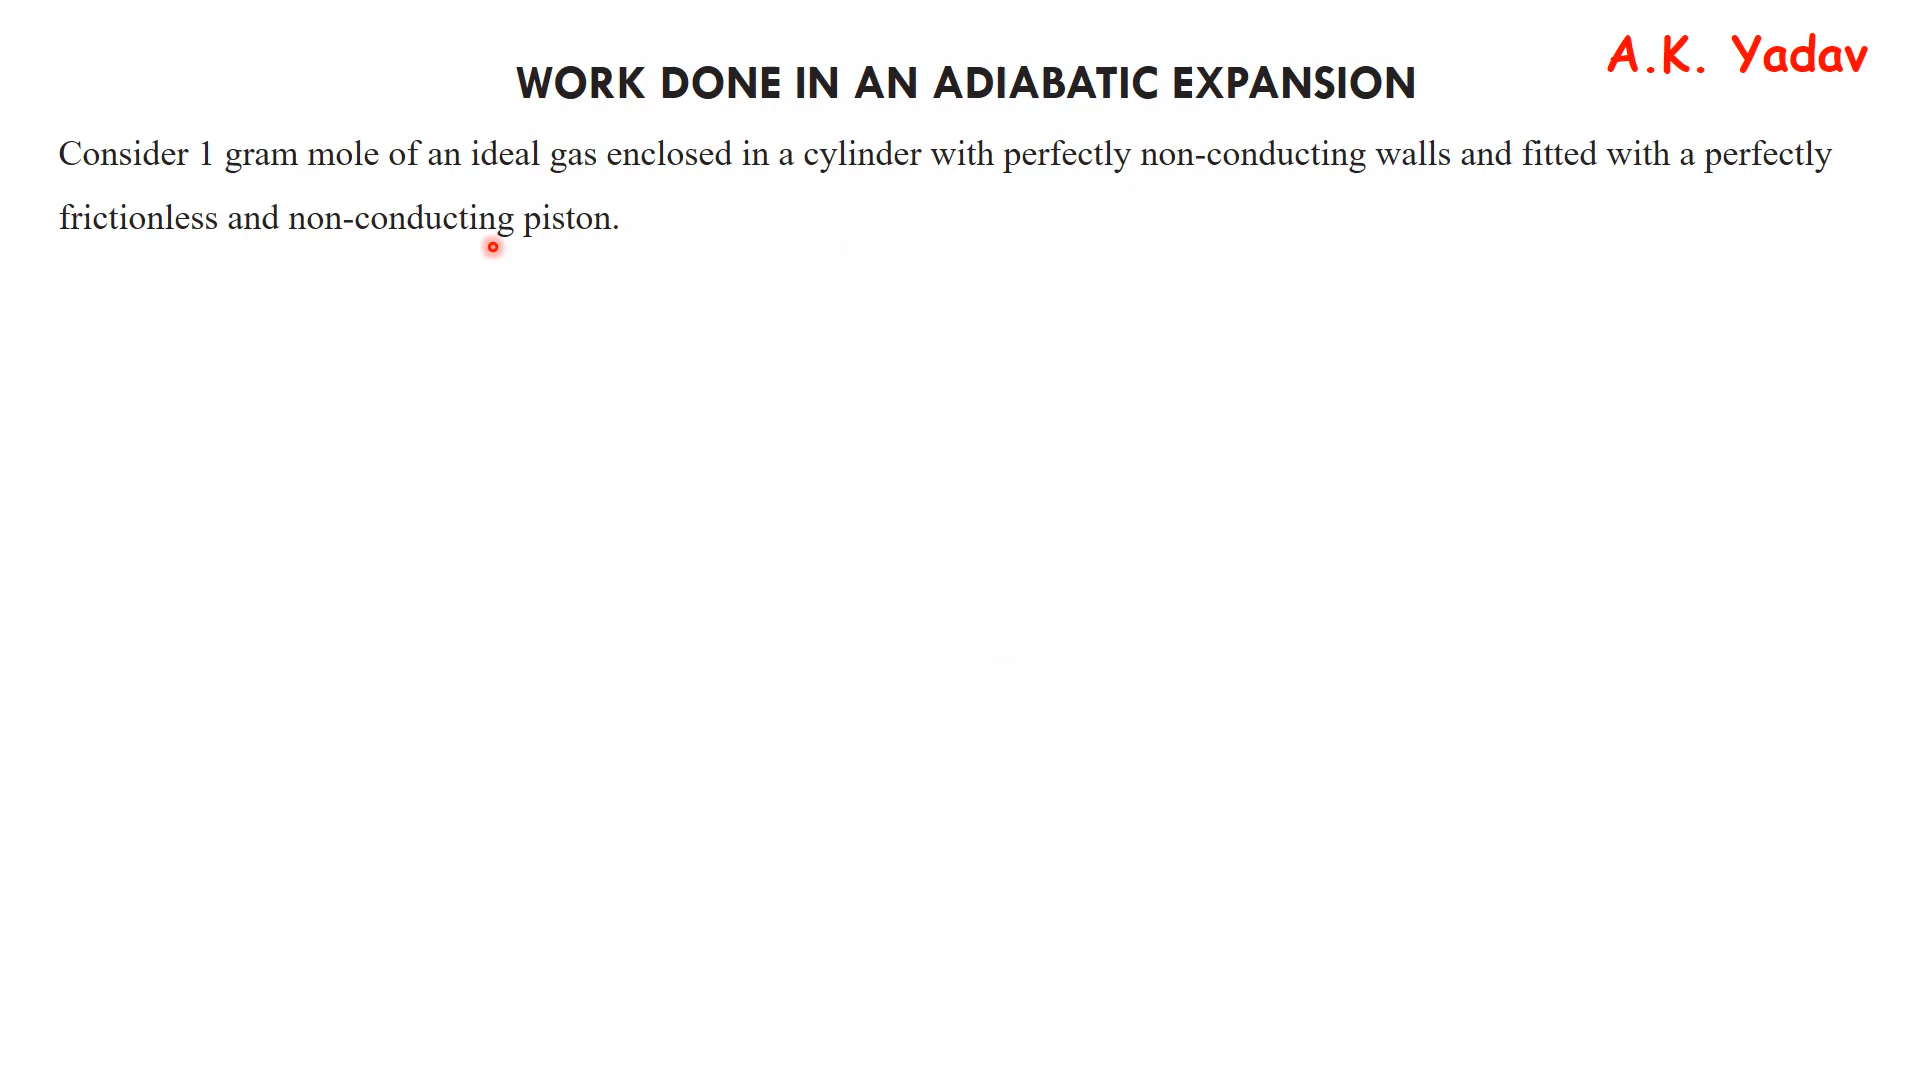 A.K. Yadav
WORK DONE IN AN ADIABATIC EXPANSION
Consider 1 gram mole of an ideal gas enclosed in a cylinder with perfectly non-conducting walls and fitted with a perfectly
frictionless and non-conducting piston.